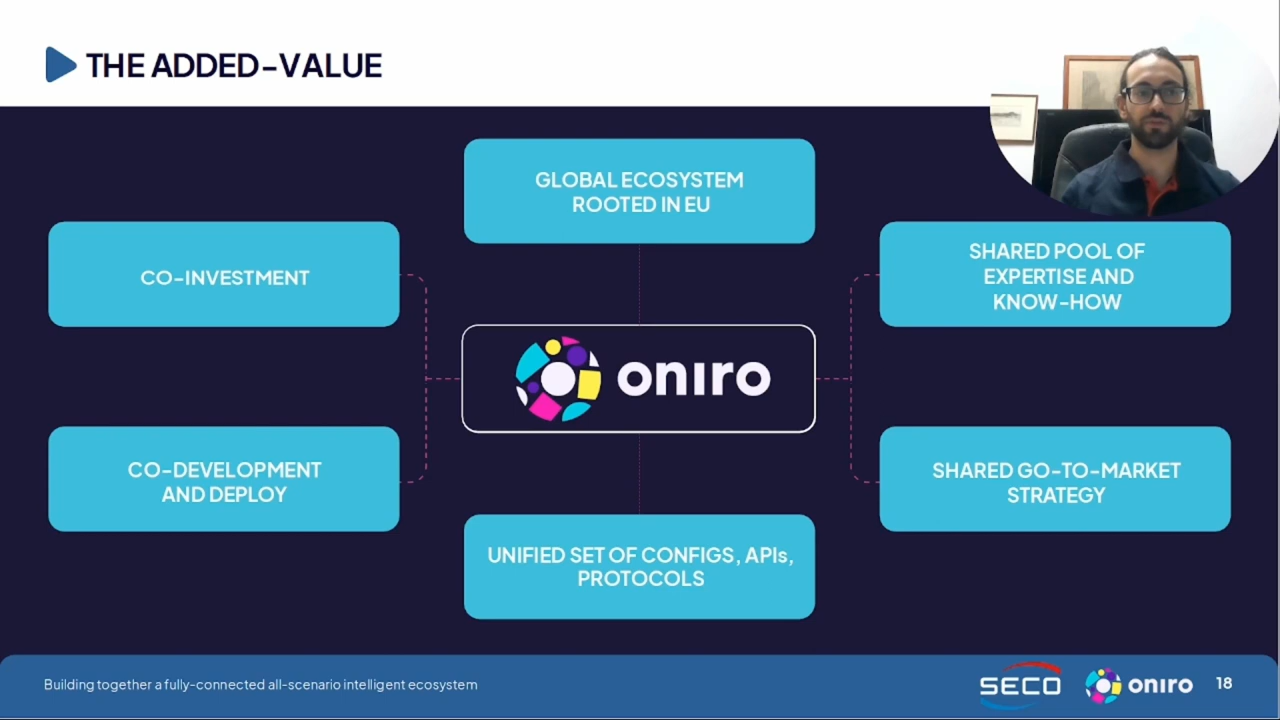 THE ADDED-VALUE
GLOBAL ECOSYSTEM
ROOTED IN EU
CO-INVESTMENT
SHARED POOL OF
EXPERTISE AND
KNOW-HOW
oniro
CO-DEVELOPMENT
AND DEPLOY
SHARED GO-TO-MARKET
STRATEGY
UNIFIED SET OF CONFIGS, APIs,
PROTOCOLS
Building together a fully-connected all-scenario intelligent ecosystem
SECO
oniro
18